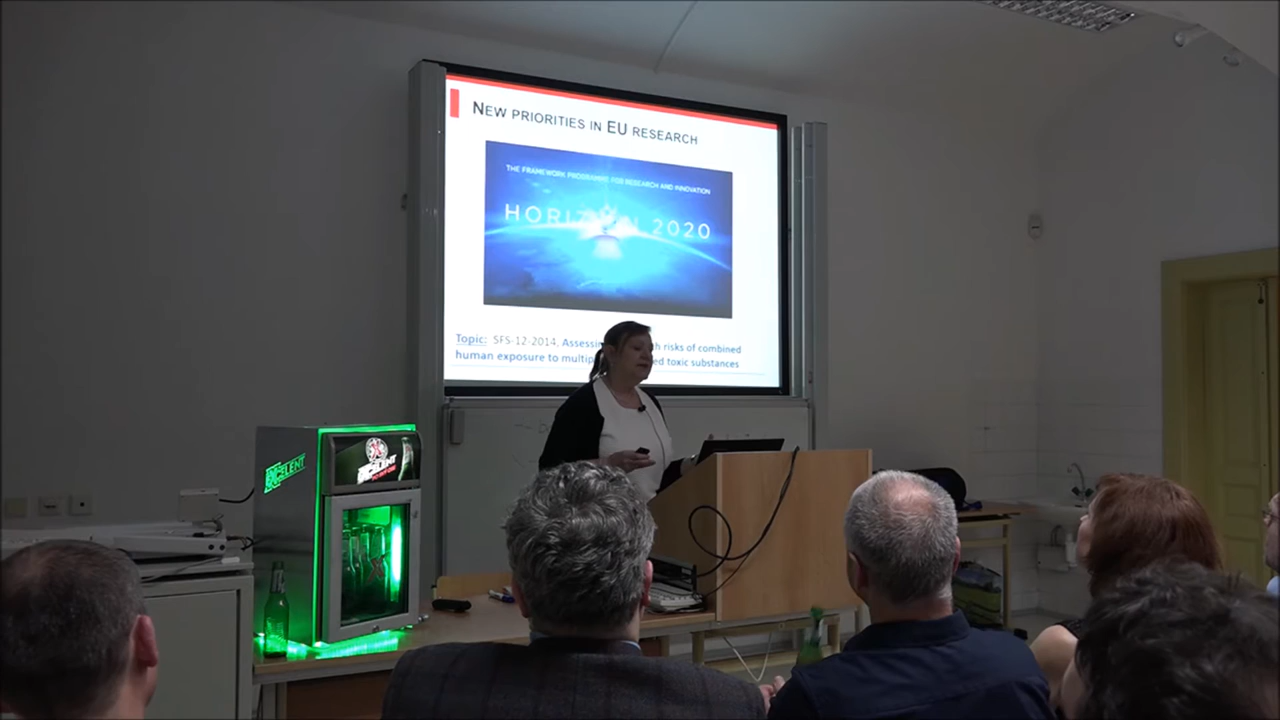 NEW PRIORITIES IN EU RESEARCH
THE FRAMEWORK PROGRAMME FOR RESEARCH AND INNOVATION
HORIZON 2020
Topic: SFS-12-2014, Assessing risks of combined
human exposure to toxic substances